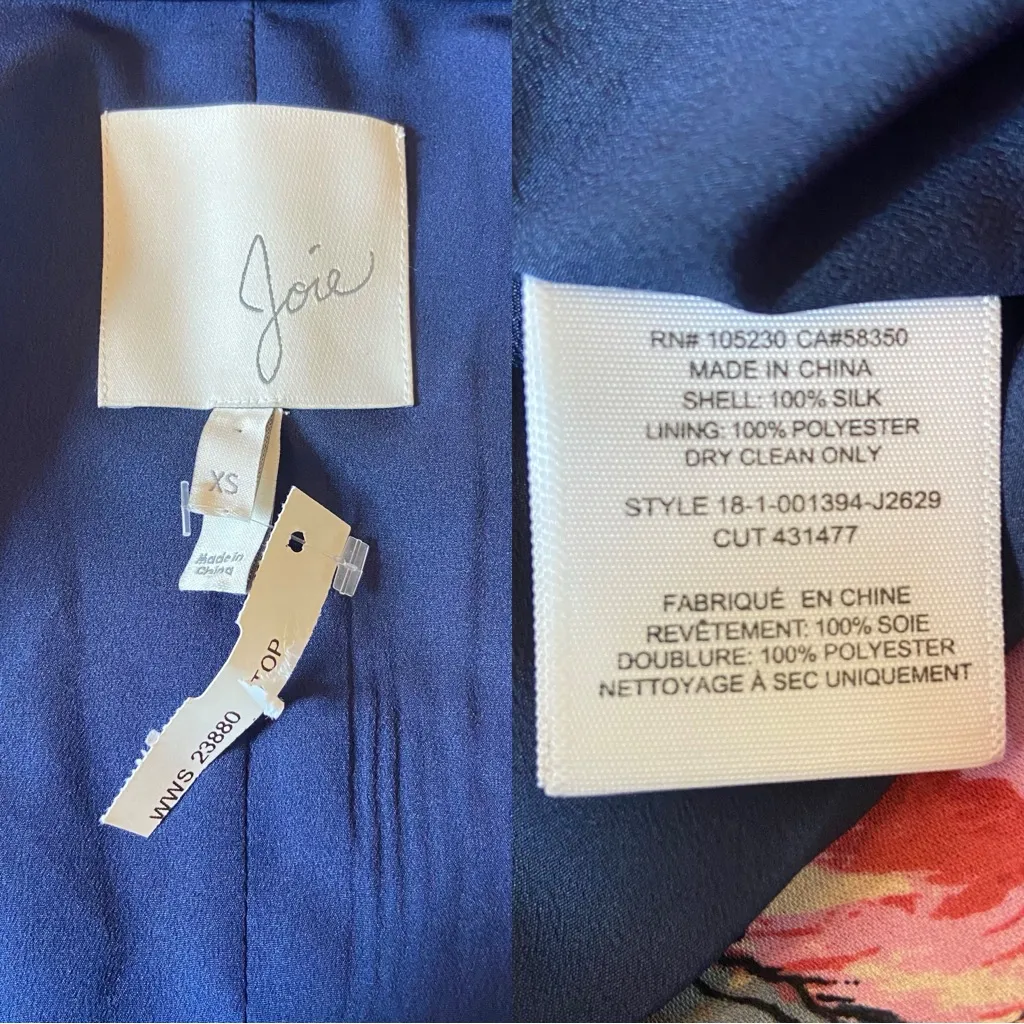 Joie
XS
Made in
China
TOP
WWS 23880
RN# 105230 CA#58350
MADE IN CHINA
SHELL: 100% SILK
LINING: 100% POLYESTER
DRY CLEAN ONLY
STYLE 18-1-001394-J2629
CUT 431477
FABRIQUÉ EN CHINE
REVÊTEMENT: 100% SOIE
DOUBLURE: 100% POLYESTER
NETTOYAGE À SEC UNIQUEMENT